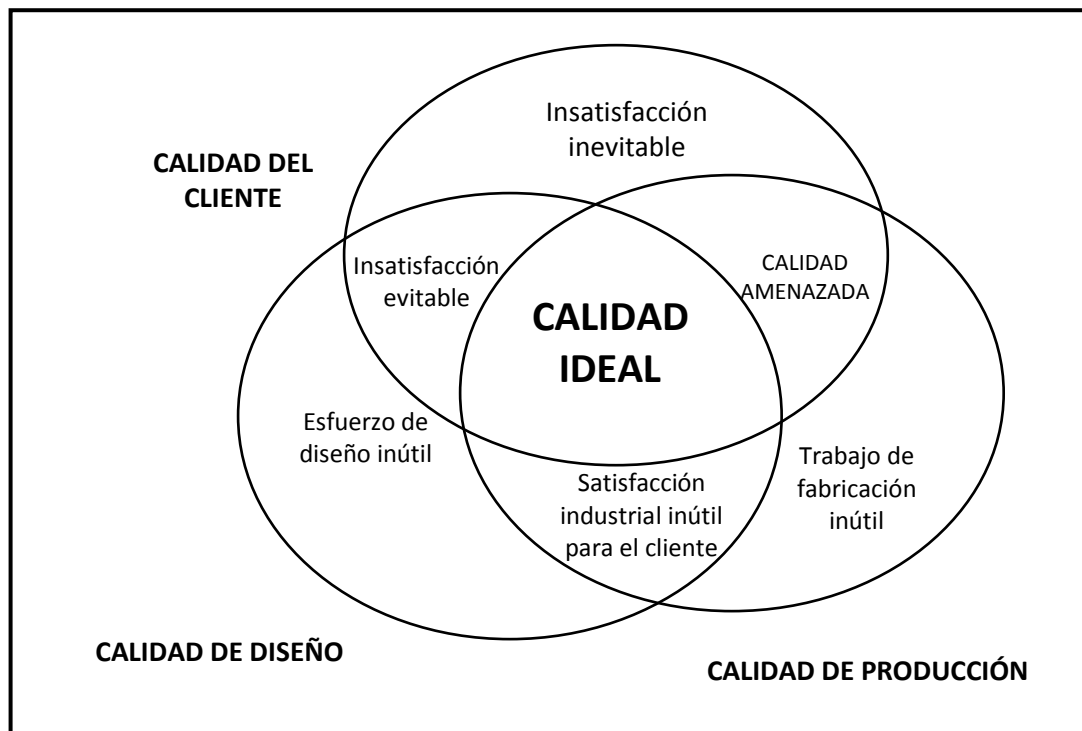 Insatisfacción
inevitable
CALIDAD DEL
CLIENTE
Insatisfacción
evitable
CALIDAD
AMENAZADA
CALIDAD
IDEAL
Esfuerzo de
diseño inútil
Trabajo de
fabricación
inútil
Satisfacción
industrial inútil
para el cliente
CALIDAD DE DISEÑO
CALIDAD DE PRODUCCIÓN